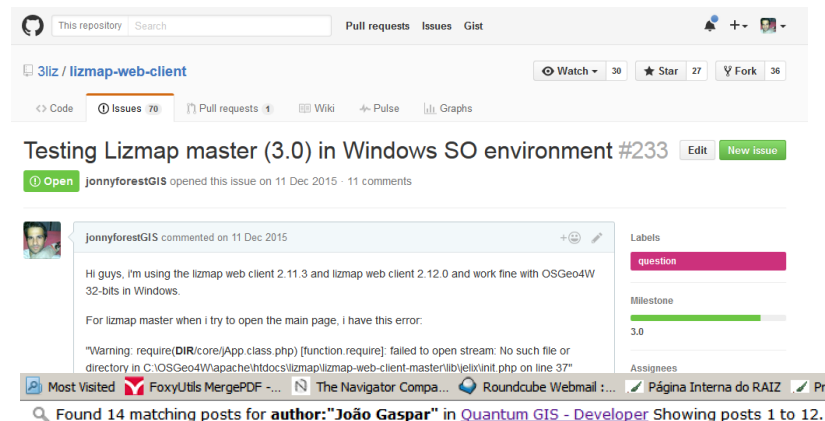 This repository Search Pull requests Issues Gist
3liz / lizmap-web-client Watch 30 Star 27 Fork 36
Code Issues 70 Pull requests 1 Wiki Pulse Graphs
Testing Lizmap master (3.0) in Windows SO environment #233 Edit New issue
Open jonnyforestGIS opened this issue on 11 Dec 2015 · 11 comments
jonnyforestGIS commented on 11 Dec 2015
Labels
Hi guys, i'm using the lizmap web client 2.11.3 and lizmap web client 2.12.0 and work fine with OSGeo4W
32-bits in Windows.
question
For lizmap master when i try to open the main page, i have this error:
Milestone
3.0
"Warning: require(DIR/core/jApp.class.php) [function.require]: failed to open stream: No such file or
directory in C:\OSGeo4W\apache\htdocs\lizmap\lizmap-web-client-master\lib\jelix\init.php on line 37"
Assignees
Most Visited FoxyUtils MergePDF -... The Navigator Compa... Roundcube Webmail :... Página Interna do RAIZ Pr
Found 14 matching posts for author:"João Gaspar" in Quantum GIS - Developer Showing posts 1 to 12.